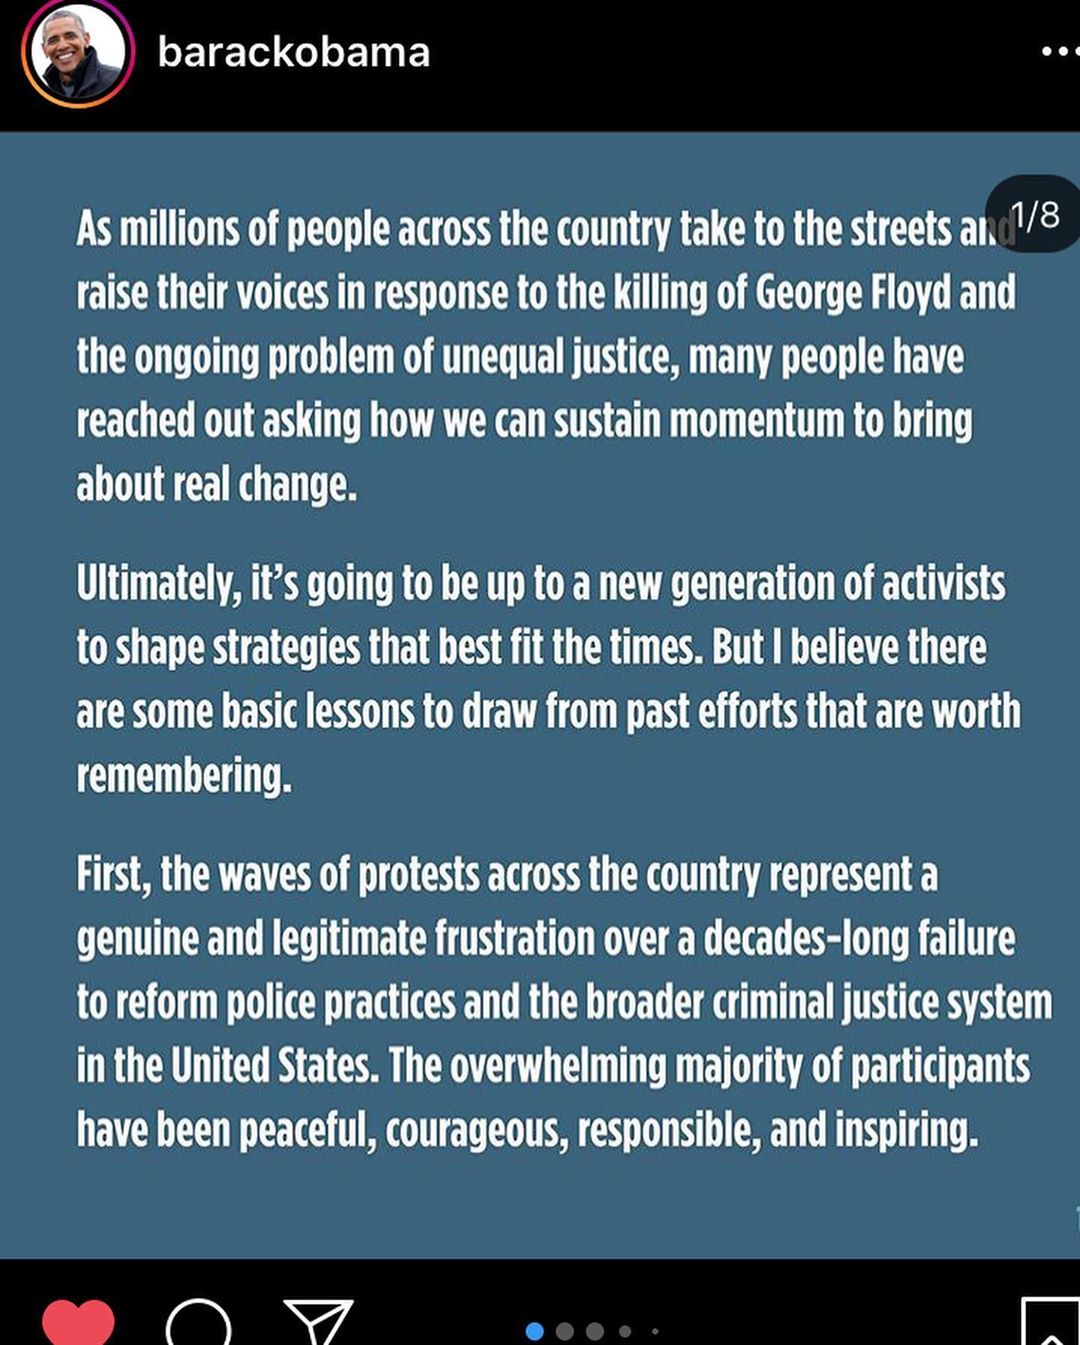 barackobama
1/8
As millions of people across the country take to the streets and
raise their voices in response to the killing of George Floyd and
the ongoing problem of unequal justice, many people have
reached out asking how we can sustain momentum to bring
about real change.
Ultimately, it’s going to be up to a new generation of activists
to shape strategies that best fit the times. But I believe there
are some basic lessons to draw from past efforts that are worth
remembering.
First, the waves of protests across the country represent a
genuine and legitimate frustration over a decades-long failure
to reform police practices and the broader criminal justice system
in the United States. The overwhelming majority of participants
have been peaceful, courageous, responsible, and inspiring.